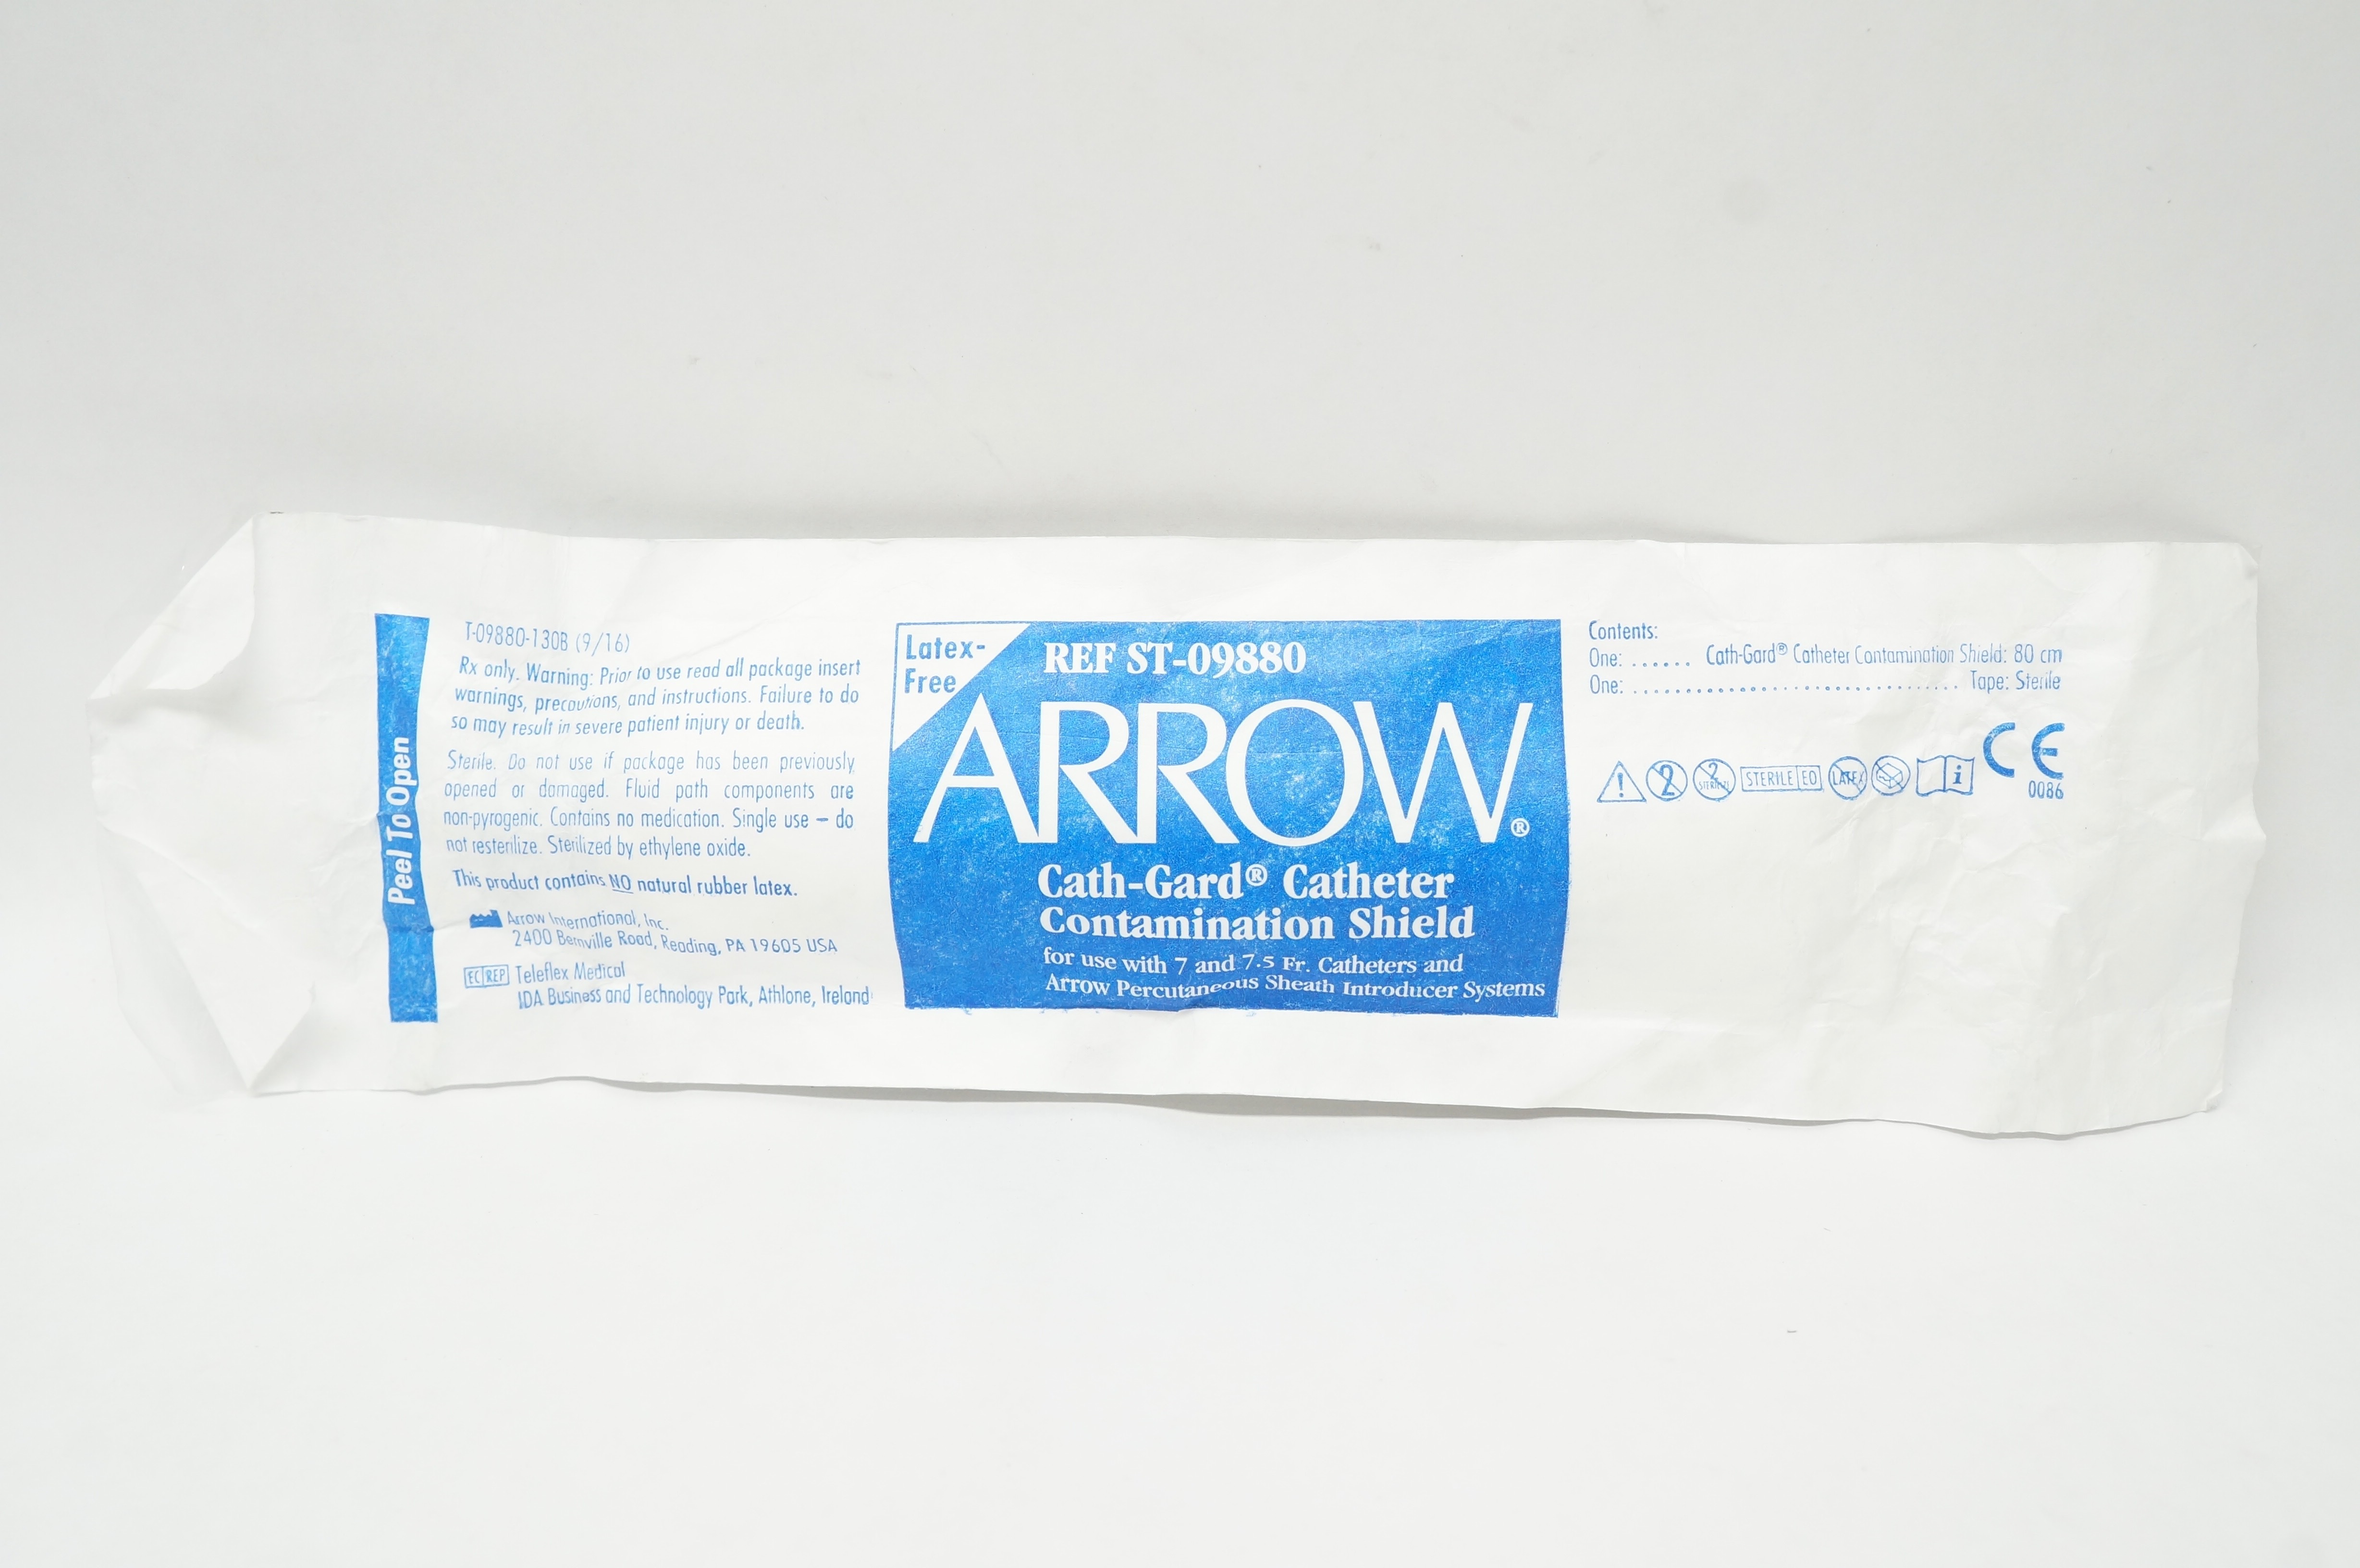 Peel To Open
T-09880-130B (9/16)
Rx only. Warning: Prior to use read all package insert
warnings, precautions, and instructions. Failure to do
so may result in severe patient injury or death.
Sterile. Do not use if package has been previously
opened or damaged. Fluid path components are
non-pyrogenic. Contains no medication. Single use – do
not resterilize. Sterilized by ethylene oxide.
This product contains NO natural rubber latex.
Arrow International, Inc.
2400 Bernville Road, Reading, PA 19605 USA
EC REP Teleflex Medical
IDA Business and Technology Park, Athlone, Ireland
Latex-
Free
REF ST-09880
ARROW®
Cath-Gard® Catheter
Contamination Shield
for use with 7 and 7.5 Fr. Catheters and
Arrow Percutaneous Sheath Introducer Systems
Contents:
One: ...... Cath-Gard® Catheter Contamination Shield: 80 cm
One: ..................................... Tape: Sterile
! 2 2 STERILE EO LATEX i CE
0086